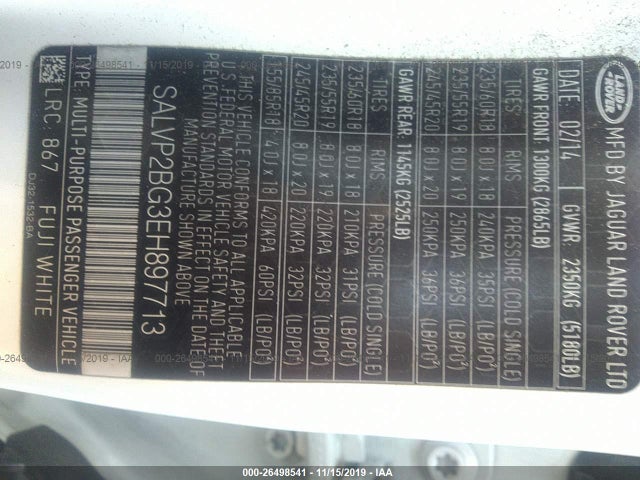 LAND
ROVER
MFD BY JAGUAR LAND ROVER LTD
DATE: 02/14 GVWR: 2350KG (5180LB)
GAWR FRONT: 1300KG (2865LB)
TIRES RIMS PRESSURE (COLD SINGLE)
235/60R18 8.0J x 18 240KPA 35PSI (LB/PO²)
235/55R19 8.0J x 19 250KPA 36PSI (LB/PO²)
245/45R20 8.0J x 20 250KPA 36PSI (LB/PO²)
GAWR REAR: 1145KG (2525LB)
TIRES RIMS PRESSURE (COLD SINGLE)
235/60R18 8.0J x 18 210KPA 31PSI (LB/PO²)
235/55R19 8.0J x 19 220KPA 32PSI (LB/PO²)
245/45R20 8.0J x 20 220KPA 32PSI (LB/PO²)
155/85R18 4.0J x 18 420KPA 60PSI (LB/PO²)
THIS VEHICLE CONFORMS TO ALL APPLICABLE
U.S.FEDERAL MOTOR VEHICLE SAFETY AND THEFT
PREVENTION STANDARDS IN EFFECT ON THE DATE OF
MANUFACTURE SHOWN ABOVE
SALVP2BG3EH897713
TYPE: MULTI-PURPOSE PASSENGER VEHICLE
LRC: 867 FUJI WHITE
DJ32-1532-BA
000-26498541 - 11/15/2019 - IAA